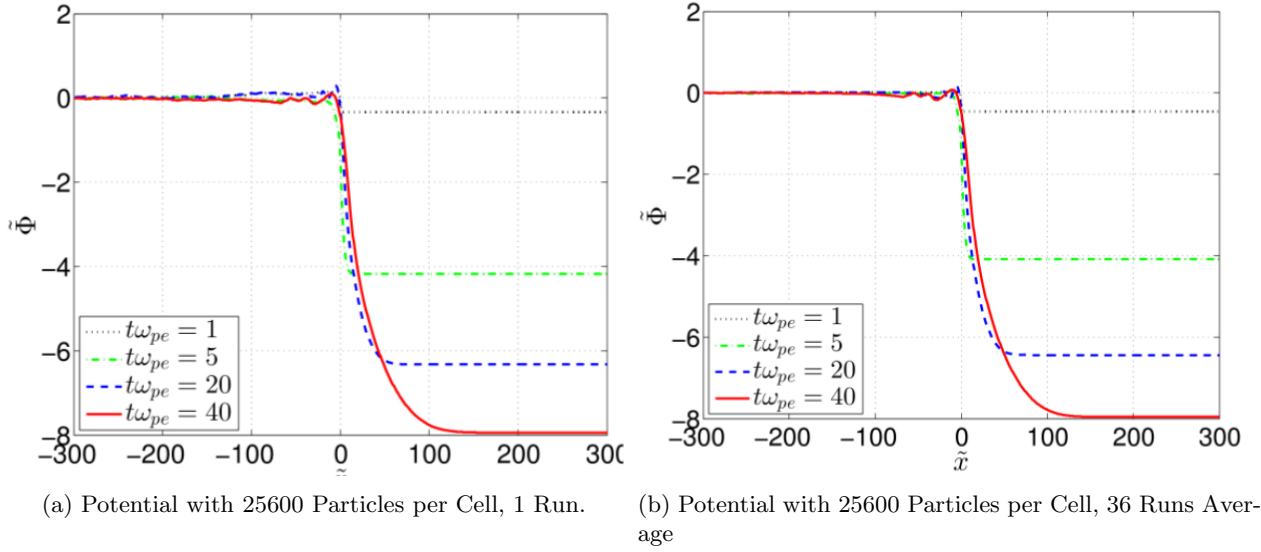 2
0
−2
−4
−6
−8
Φ̃
−300
−200
−100
0
100
200
300
tω_pe = 1
tω_pe = 5
tω_pe = 20
tω_pe = 40
(a) Potential with 25600 Particles per Cell, 1 Run.
2
0
−2
−4
−6
−8
Φ̃
−300
−200
−100
0
100
200
300
x̃
tω_pe = 1
tω_pe = 5
tω_pe = 20
tω_pe = 40
(b) Potential with 25600 Particles per Cell, 36 Runs Aver-
age